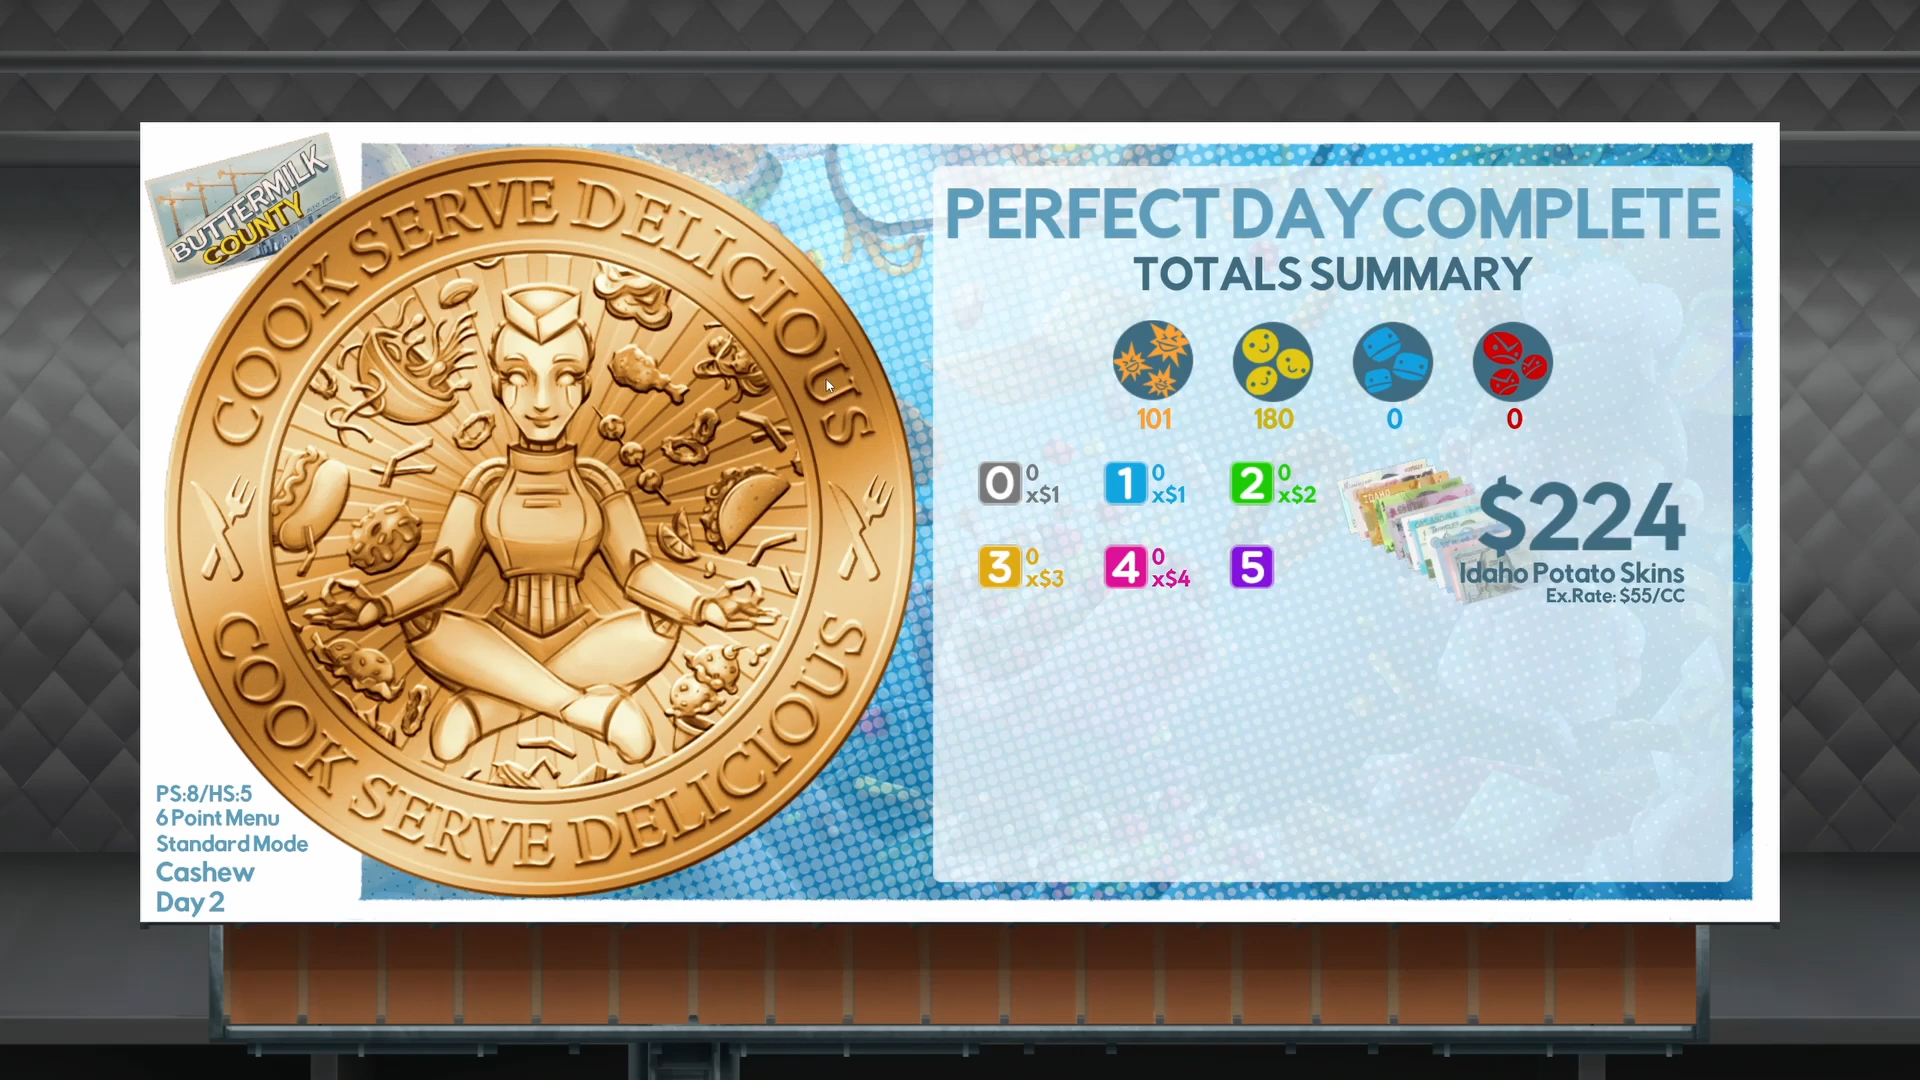 BUTTERMILK
COUNTY
COOK SERVE DELICIOUS
COOK SERVE DELICIOUS
PS:8/HS:5
6 Point Menu
Standard Mode
Cashew
Day 2
PERFECT DAY COMPLETE
TOTALS SUMMARY
101 180 0 0
0 0 x$1
1 0 x$1
2 0 x$2
3 0 x$3
4 0 x$4
5
$224
Idaho Potato Skins
Ex.Rate: $55/CC